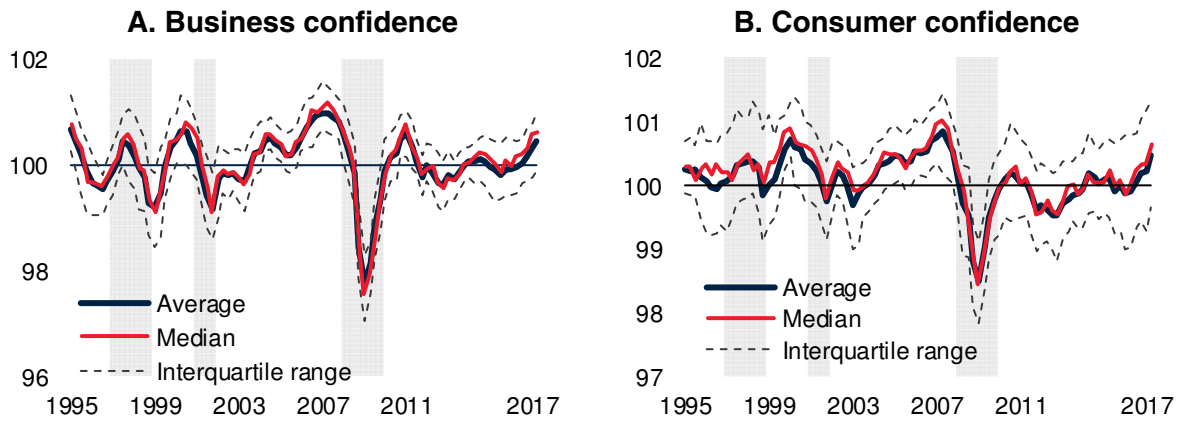 A. Business confidence
102
100
98
96
Average
Median
Interquartile range
1995 1999 2003 2007 2011 2017
B. Consumer confidence
102
101
100
99
98
97
Average
Median
Interquartile range
1995 1999 2003 2007 2011 2017